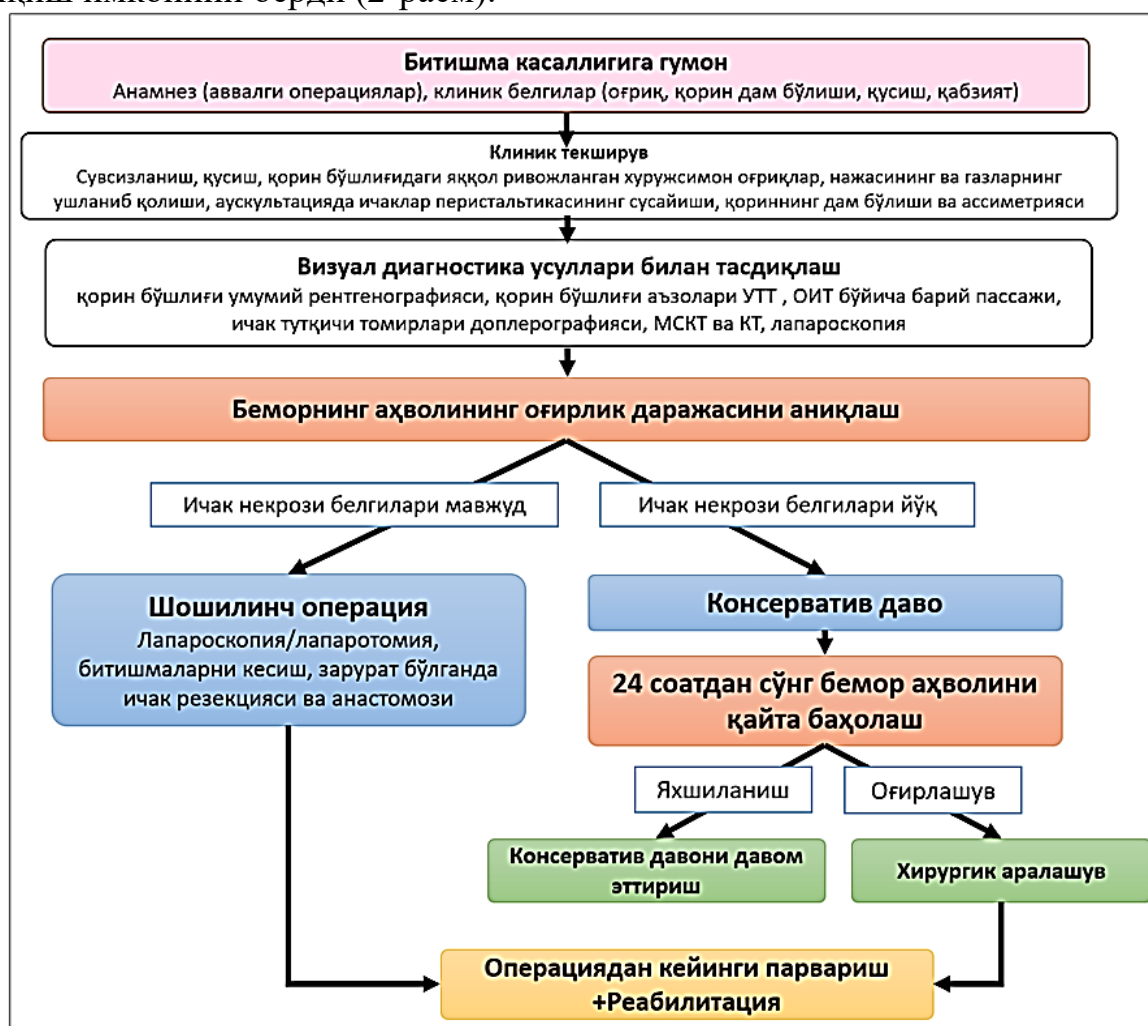 имконини берди (2-расм).
Битишма касаллигига гумон
Анамнез (аввалги операциялар), клиник белгилар (оғриқ, қорин дам бўлиши, қусиш, қабзият)
Клиник текширув
Сувсизланиш, қусиш, қорин бўшлиғидаги яққол ривожланган хуружсимон оғриқлар, нажасининг ва газларнинг
ушланиб қолиши, аускультацияда ичаклар перистальтикасининг сусайиши, қориннинг дам бўлиши ва ассиметрияси
Визуал диагностика усуллари билан тасдиқлаш
қорин бўшлиғи умумий рентгенографияси, қорин бўшлиғи аъзолари УТТ , ОИТ бўйича барий пассажи,
ичак тутқичи томирлари доплерографияси, МСКТ ва КТ, лапароскопия
Беморнинг аҳволининг оғирлик даражасини аниқлаш
Ичак некрози белгилари мавжуд
Ичак некрози белгилари йўқ
Шошилинч операция
Лапароскопия/лапаротомия,
битишмаларни кесиш, зарурат бўлганда
ичак резекцияси ва анастомози
Консерватив даво
24 соатдан сўнг бемор аҳволини
қайта баҳолаш
Яхшиланиш
Оғирлашув
Консерватив давони давом
эттириш
Хирургик аралашув
Операциядан кейинги парвариш
+Реабилитация